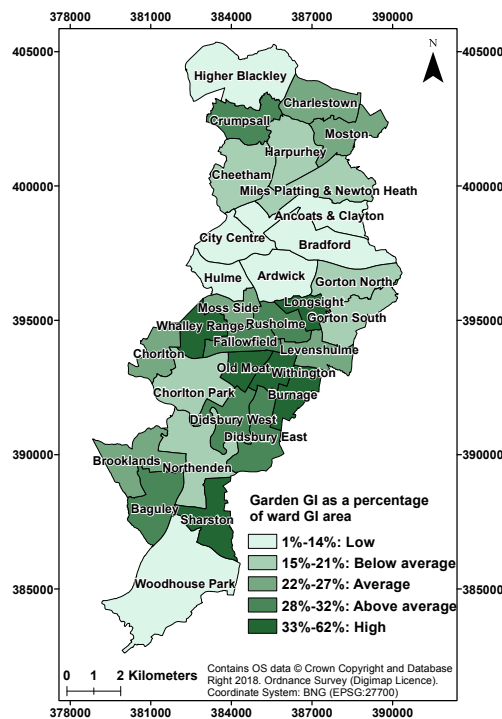 378000 381000 384000 387000 390000
405000 405000
N
Higher Blackley
Charlestown
Crumpsall
Moston
Harpurhey
Cheetham
400000 400000
Miles Platting & Newton Heath
Ancoats & Clayton
City Centre
Bradford
Hulme Ardwick
Gorton North
Longsight
Moss Side
395000 395000
Gorton South
Whalley Range Rusholme
Fallowfield
Levenshulme
Chorlton
Old Moat
Withington
Chorlton Park Burnage
Didsbury West
Didsbury East
390000 390000
Brooklands
Northenden
Baguley
Sharston
Woodhouse Park
385000 385000
Garden GI as a percentage
of ward GI area
1%-14%: Low
15%-21%: Below average
22%-27%: Average
28%-32%: Above average
33%-62%: High
0 1 2 Kilometers
Contains OS data © Crown Copyright and Database
Right 2018. Ordnance Survey (Digimap Licence).
Coordinate System: BNG (EPSG:27700)
378000 381000 384000 387000 390000